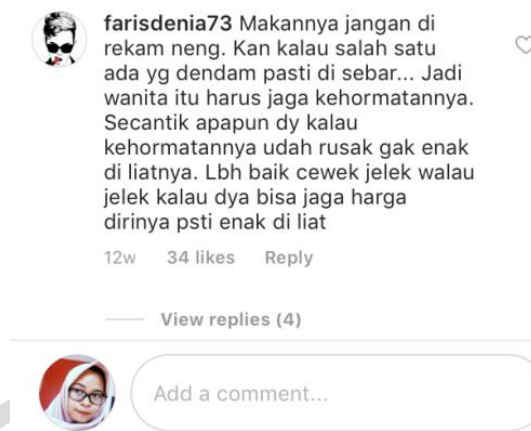 farisdenia73 Makannya jangan di
rekam neng. Kan kalau salah satu
ada yg dendam pasti di sebar... Jadi
wanita itu harus jaga kehormatannya.
Secantik apapun dy kalau
kehormatannya udah rusak gak enak
di liatnya. Lbh baik cewek jelek walau
jelek kalau dya bisa jaga harga
dirinya psti enak di liat
12w 34 likes Reply
View replies (4)
Add a comment...